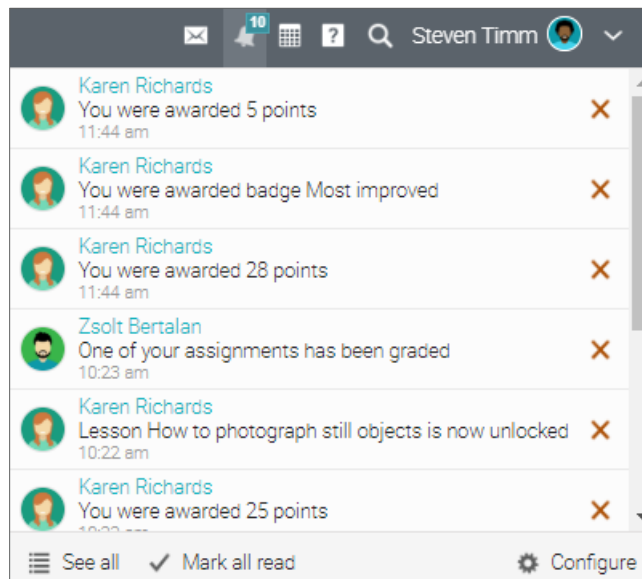 10
? Steven Timm
Karen Richards
You were awarded 5 points
11:44 am
Karen Richards
You were awarded badge Most improved
11:44 am
Karen Richards
You were awarded 28 points
11:44 am
Zsolt Bertalan
One of your assignments has been graded
10:23 am
Karen Richards
Lesson How to photograph still objects is now unlocked
10:22 am
Karen Richards
You were awarded 25 points
See all Mark all read Configure